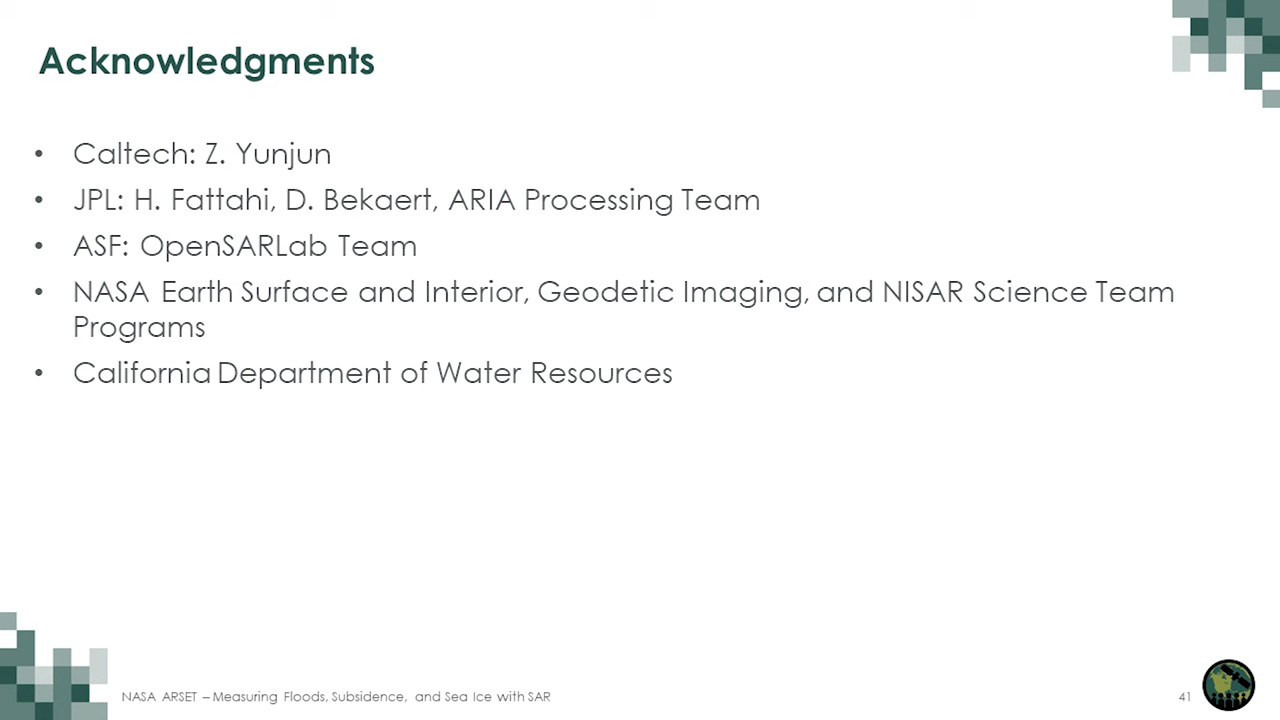 Acknowledgments
• Caltech: Z. Yunjun
• JPL: H. Fattahi, D. Bekaert, ARIA Processing Team
• ASF: OpenSARLab Team
• NASA Earth Surface and Interior, Geodetic Imaging, and NISAR Science Team
Programs
• California Department of Water Resources
NASA ARSET – Measuring Floods, Subsidence, and Sea Ice with SAR
41